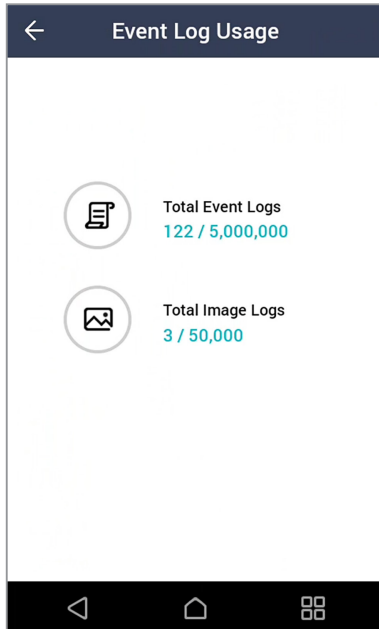 Event Log Usage
Total Event Logs
122 / 5,000,000
Total Image Logs
3 / 50,000